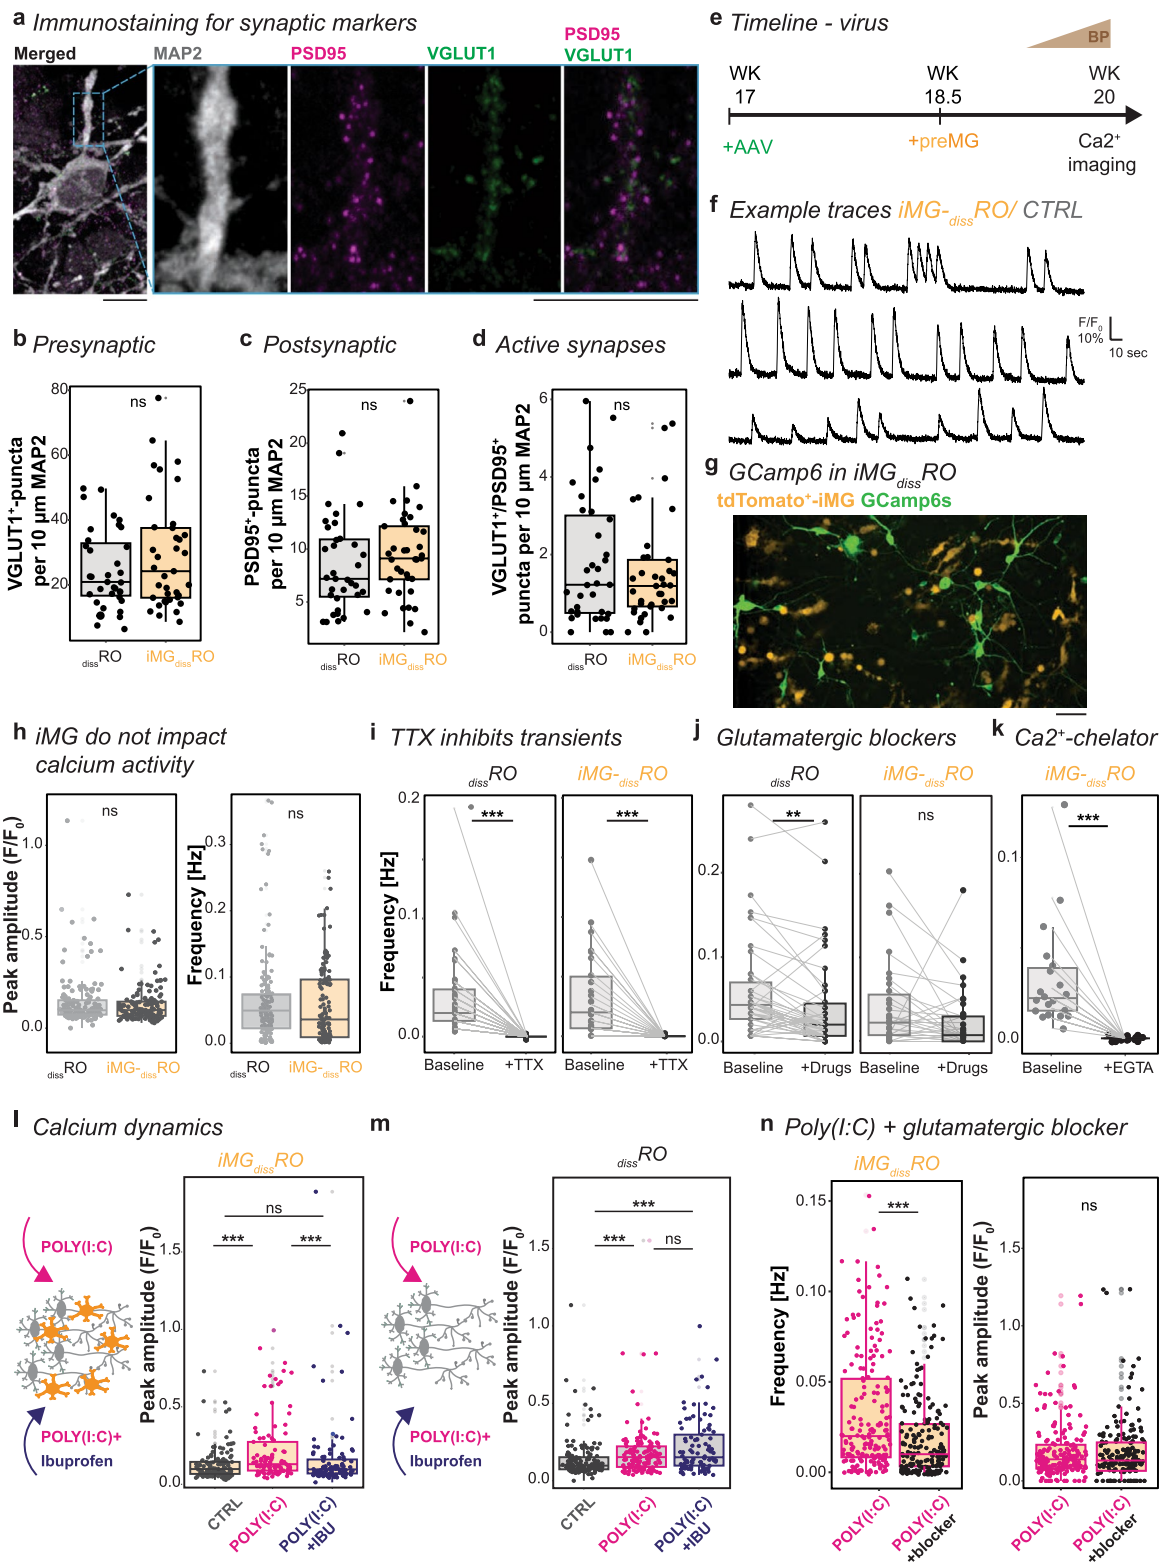 a Immunostaining for synaptic markers
Merged
MAP2
PSD95
VGLUT1
PSD95
VGLUT1
b Presynaptic
VGLUT1+-puncta
per 10 µm MAP2
80
60
40
20
ns
dissRO
iMGdissRO
c Postsynaptic
PSD95+-puncta
per 10 µm MAP2
25
20
15
10
5
ns
dissRO
iMGdissRO
d Active synapses
VGLUT1+/PSD95+
puncta per 10 µm MAP2
6
4
2
0
ns
dissRO
iMGdissRO
e Timeline - virus
BP
WK
17
WK
18.5
WK
20
+AAV
+preMG
Ca2+
imaging
f Example traces iMG-dissRO/ CTRL
F/F0
10%
10 sec
g GCamp6 in iMGdissRO
tdTomato+-iMG GCamp6s
h iMG do not impact
calcium activity
Peak amplitude (F/F0)
1.0
0.5
0.0
ns
dissRO
iMG-dissRO
Frequency [Hz]
0.3
0.2
0.1
0.0
ns
dissRO
iMG-dissRO
i TTX inhibits transients
dissRO
iMG-dissRO
Frequency [Hz]
0.2
0.1
0.0
***
***
Baseline
+TTX
Baseline
+TTX
j Glutamatergic blockers
dissRO
iMG-dissRO
0.2
0.1
0.0
**
ns
Baseline
+Drugs
Baseline
+Drugs
k Ca2+-chelator
iMG-dissRO
0.1
0.0
***
Baseline
+EGTA
l Calcium dynamics
iMGdissRO
POLY(I:C)
POLY(I:C)+
Ibuprofen
Peak amplitude (F/F0)
1.5
1.0
0.5
0.0
ns
***
***
CTRL
POLY(I:C)
POLY(I:C)
+IBU
m
dissRO
POLY(I:C)
POLY(I:C)+
Ibuprofen
Peak amplitude (F/F0)
1.5
1.0
0.5
0.0
***
***
ns
CTRL
POLY(I:C)
POLY(I:C)
+IBU
n Poly(I:C) + glutamatergic blocker
iMGdissRO
Frequency [Hz]
0.15
0.10
0.05
0.00
***
POLY(I:C)
POLY(I:C)
+blocker
Peak amplitude (F/F0)
1.5
1.0
0.5
0.0
ns
POLY(I:C)
POLY(I:C)
+blocker